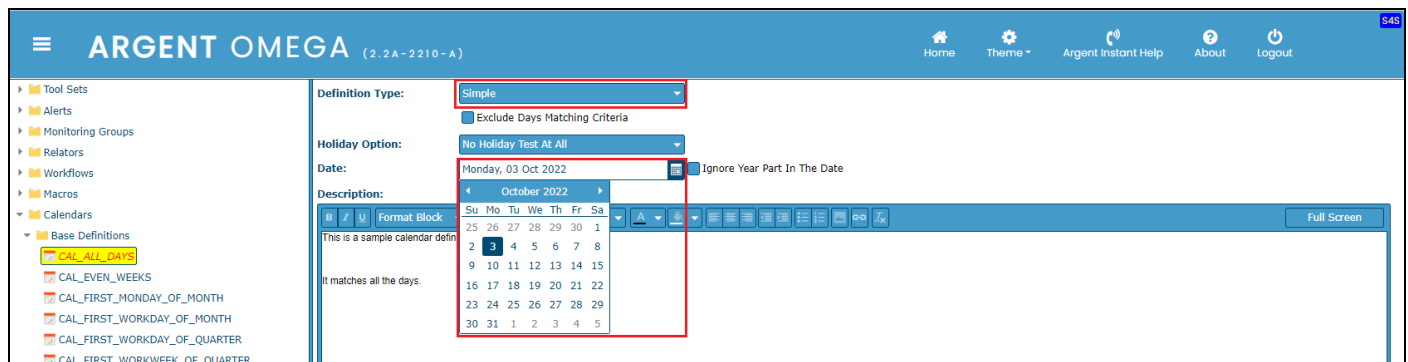 S4S
ARGENT OMEGA (2.2A-2210-A)
Home
Theme
Argent Instant Help
About
Logout
Tool Sets
Alerts
Monitoring Groups
Relators
Workflows
Macros
Calendars
Base Definitions
CAL_ALL_DAYS
CAL_EVEN_WEEKS
CAL_FIRST_MONDAY_OF_MONTH
CAL_FIRST_WORKDAY_OF_MONTH
CAL_FIRST_WORKDAY_OF_QUARTER
CAL_FIRST_WORKWEEK_OF_QUARTER
Definition Type: Simple
Exclude Days Matching Criteria
Holiday Option: No Holiday Test At All
Date: Monday, 03 Oct 2022 Ignore Year Part In The Date
Description:
October 2022
Su Mo Tu We Th Fr Sa
25 26 27 28 29 30 1
2 3 4 5 6 7 8
9 10 11 12 13 14 15
16 17 18 19 20 21 22
23 24 25 26 27 28 29
30 31 1 2 3 4 5
B I U Format Block A Full Screen
This is a sample calendar defin
It matches all the days.